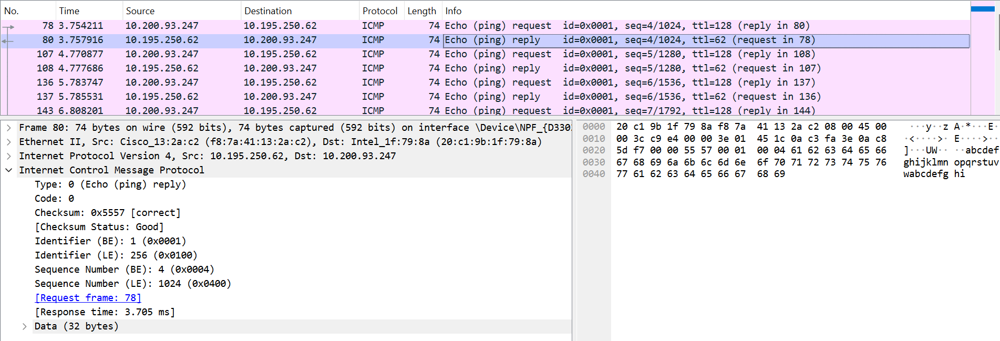 No. Time Source Destination Protocol Length Info
78 3.754211 10.200.93.247 10.195.250.62 ICMP 74 Echo (ping) request id=0x0001, seq=4/1024, ttl=128 (reply in 80)
80 3.757916 10.195.250.62 10.200.93.247 ICMP 74 Echo (ping) reply id=0x0001, seq=4/1024, ttl=62 (request in 78)
107 4.770877 10.200.93.247 10.195.250.62 ICMP 74 Echo (ping) request id=0x0001, seq=5/1280, ttl=128 (reply in 108)
108 4.777686 10.195.250.62 10.200.93.247 ICMP 74 Echo (ping) reply id=0x0001, seq=5/1280, ttl=62 (request in 107)
136 5.783747 10.200.93.247 10.195.250.62 ICMP 74 Echo (ping) request id=0x0001, seq=6/1536, ttl=128 (reply in 137)
137 5.785531 10.195.250.62 10.200.93.247 ICMP 74 Echo (ping) reply id=0x0001, seq=6/1536, ttl=62 (request in 136)
143 6.808201 10.200.93.247 10.195.250.62 ICMP 74 Echo (ping) request id=0x0001, seq=7/1792, ttl=128 (reply in 144)
Frame 80: 74 bytes on wire (592 bits), 74 bytes captured (592 bits) on interface \Device\NPF_{D330
Ethernet II, Src: Cisco_13:2a:c2 (f8:7a:41:13:2a:c2), Dst: Intel_1f:79:8a (20:c1:9b:1f:79:8a)
Internet Protocol Version 4, Src: 10.195.250.62, Dst: 10.200.93.247
Internet Control Message Protocol
Type: 0 (Echo (ping) reply)
Code: 0
Checksum: 0x5557 [correct]
[Checksum Status: Good]
Identifier (BE): 1 (0x0001)
Identifier (LE): 256 (0x0100)
Sequence Number (BE): 4 (0x0004)
Sequence Number (LE): 1024 (0x0400)
[Request frame: 78]
[Response time: 3.705 ms]
Data (32 bytes)
0000 20 c1 9b 1f 79 8a f8 7a 41 13 2a c2 08 00 45 00 ···y··z A·*···E·
0010 00 3c c9 e4 00 00 3e 01 45 1c 0a c3 fa 3e 0a c8 ·<····>· E····>··
0020 5d f7 00 00 55 57 00 01 00 04 61 62 63 64 65 66 ]···UW·· ··abcdef
0030 67 68 69 6a 6b 6c 6d 6e 6f 70 71 72 73 74 75 76 ghijklmn opqrstuv
0040 77 61 62 63 64 65 66 67 68 69 wabcdefg hi